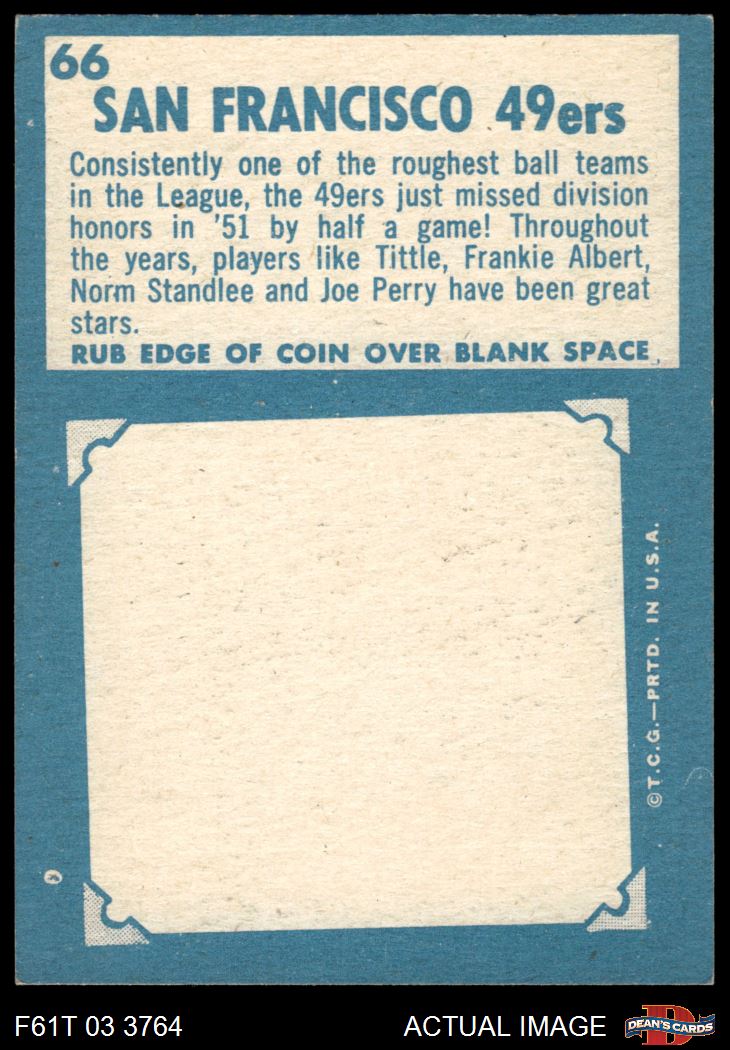 66
SAN FRANCISCO 49ers
Consistently one of the roughest ball teams
in the League, the 49ers just missed division
honors in '51 by half a game! Throughout
the years, players like Tittle, Frankie Albert,
Norm Standlee and Joe Perry have been great
stars.
RUB EDGE OF COIN OVER BLANK SPACE
©T.C.G.—PRTD. IN U.S.A.
F61T 03 3764
ACTUAL IMAGE
D
DEAN'S CARDS